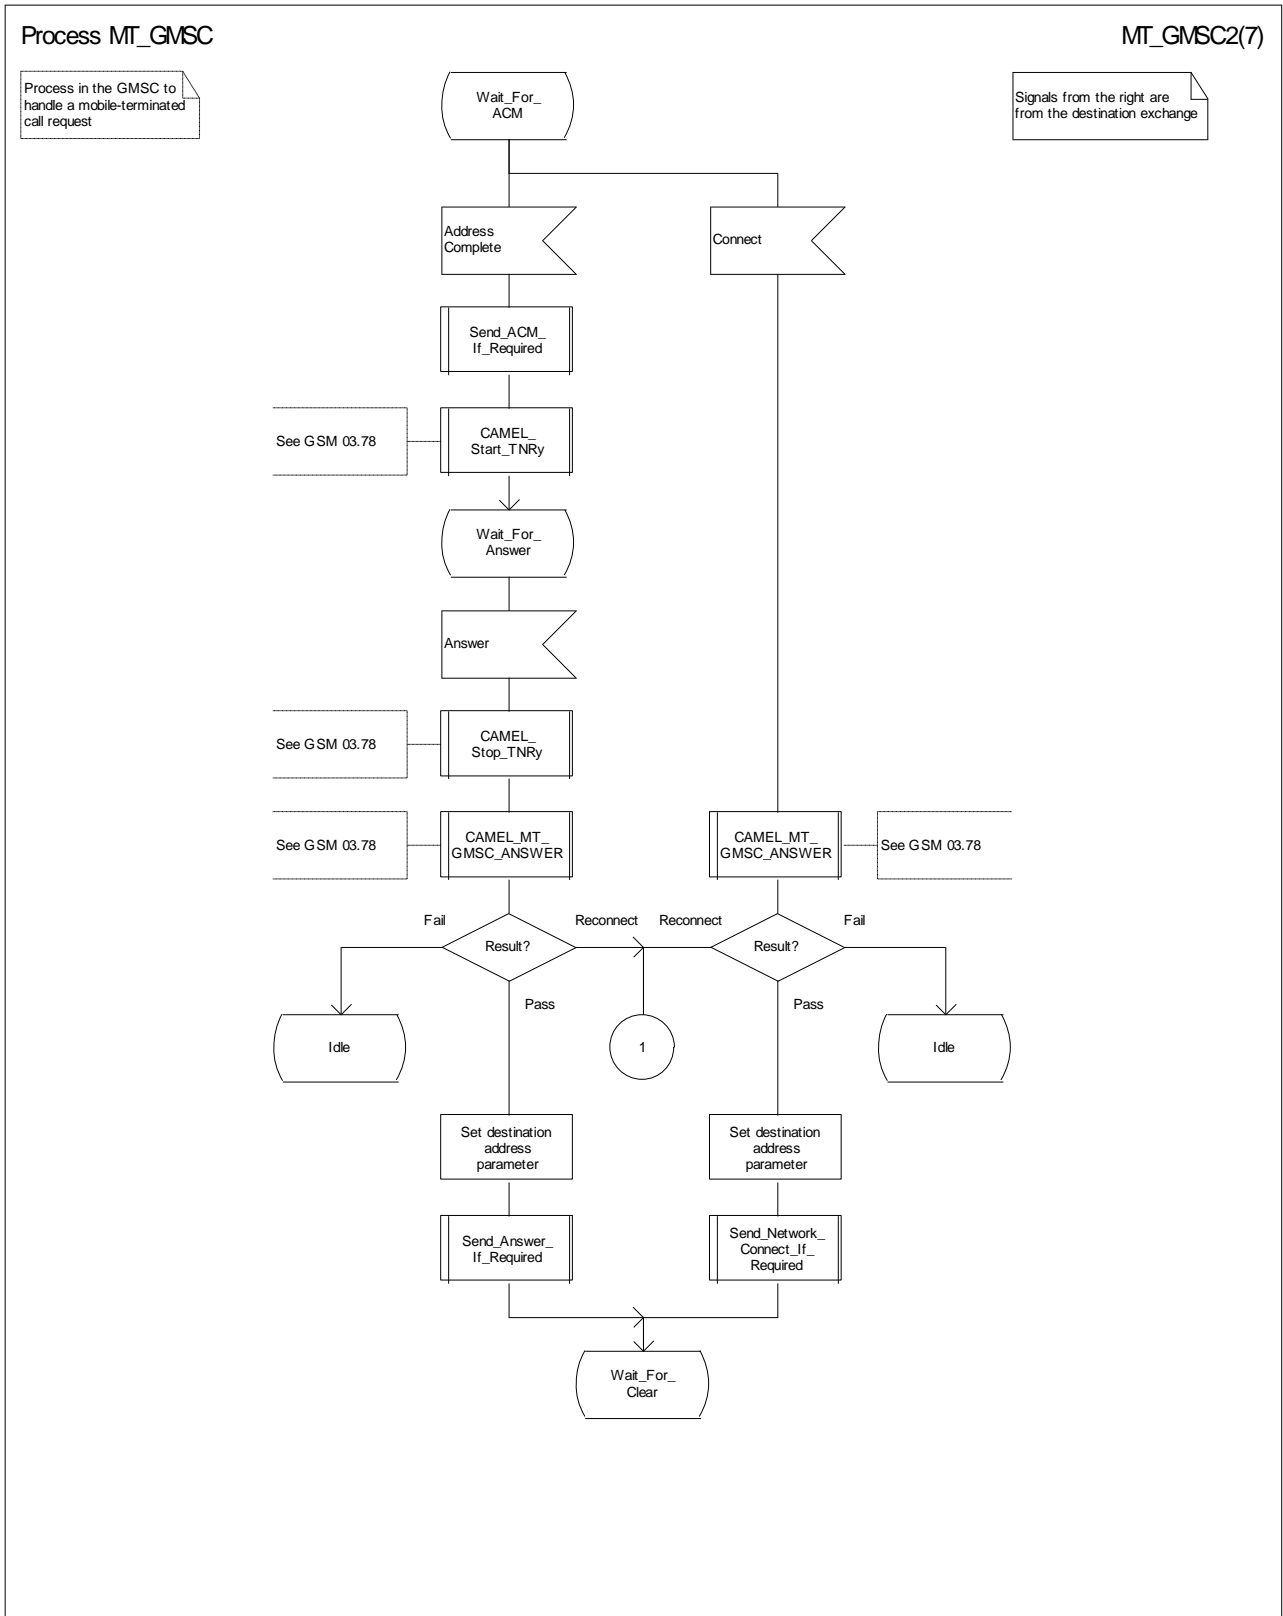 Process MT_GMSC
MT_GMSC2(7)
Process in the GMSC to
handle a mobile-terminated
call request
Signals from the right are
from the destination exchange
Wait_For_
ACM
Address
Complete
Connect
Send_ACM_
If_Required
See GSM 03.78
CAMEL_
Start_TNRy
Wait_For_
Answer
Answer
See GSM 03.78
CAMEL_
Stop_TNRy
See GSM 03.78
CAMEL_MT_
GMSC_ANSWER
CAMEL_MT_
GMSC_ANSWER
See GSM 03.78
Fail
Result?
Reconnect
Reconnect
Result?
Fail
Pass
Pass
Idle
1
Idle
Set destination
address
parameter
Set destination
address
parameter
Send_Answer_
If_Required
Send_Network_
Connect_If_
Required
Wait_For_
Clear